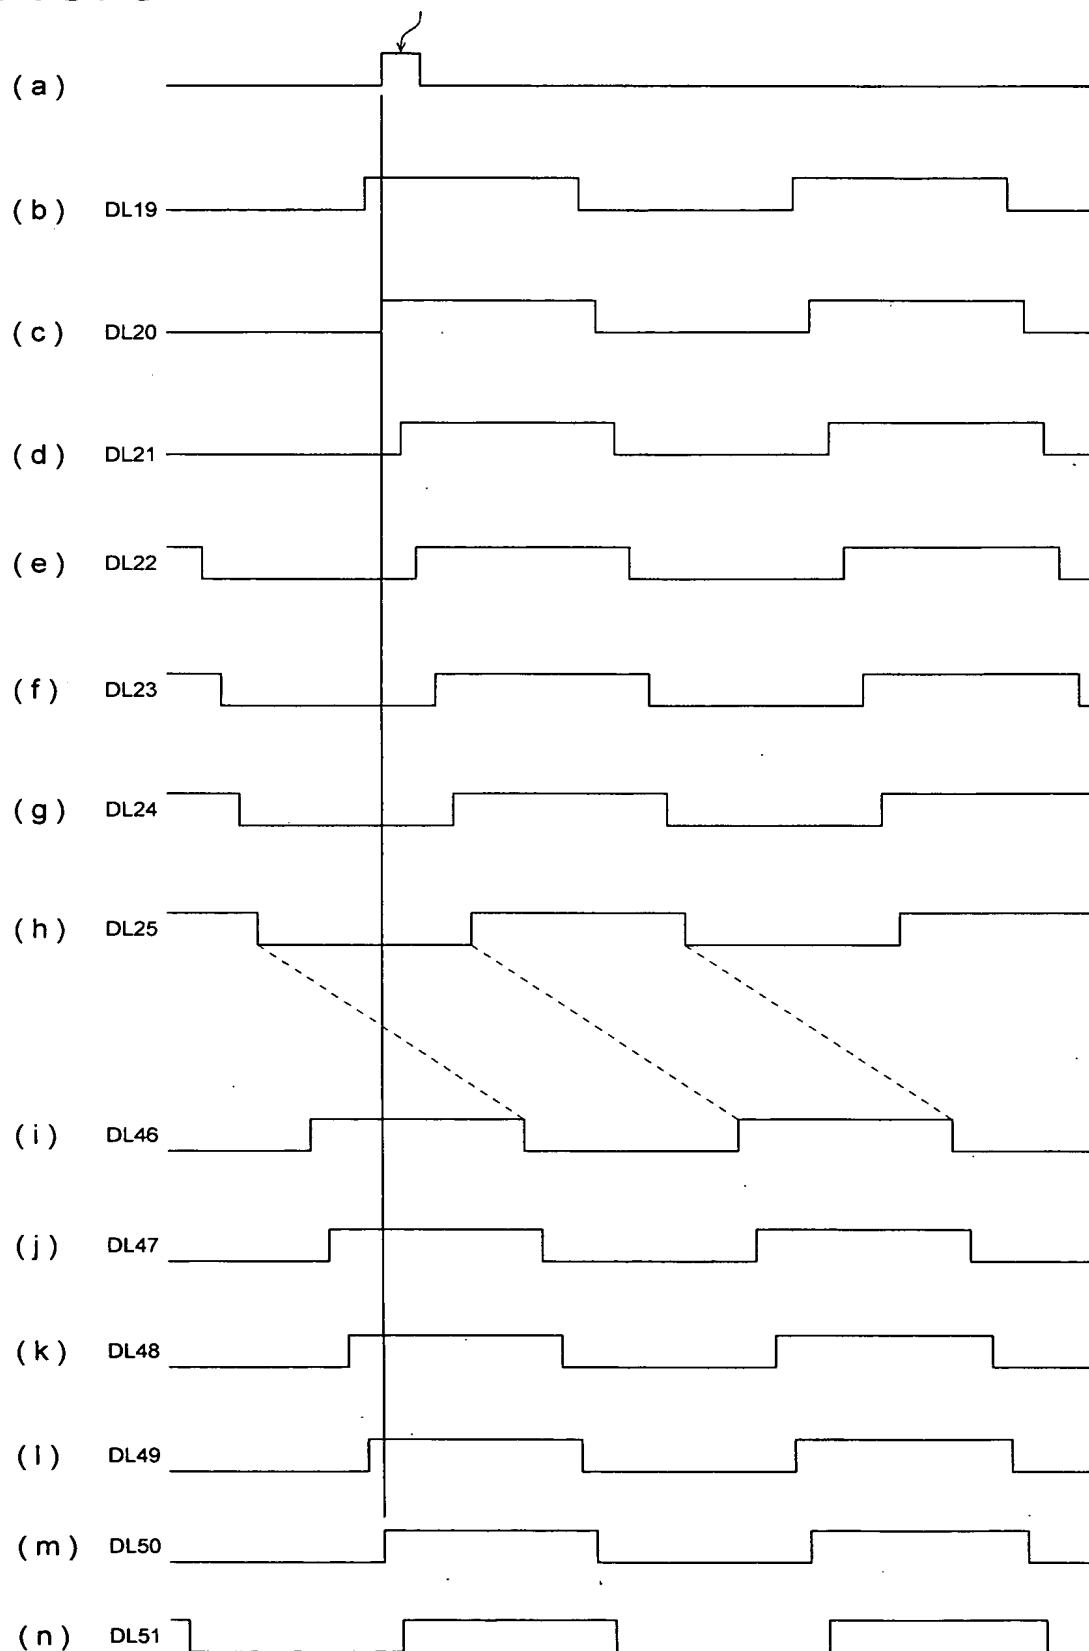 (a)
(b) DL19
(c) DL20
(d) DL21
(e) DL22
(f) DL23
(g) DL24
(h) DL25
(i) DL46
(j) DL47
(k) DL48
(l) DL49
(m) DL50
(n) DL51